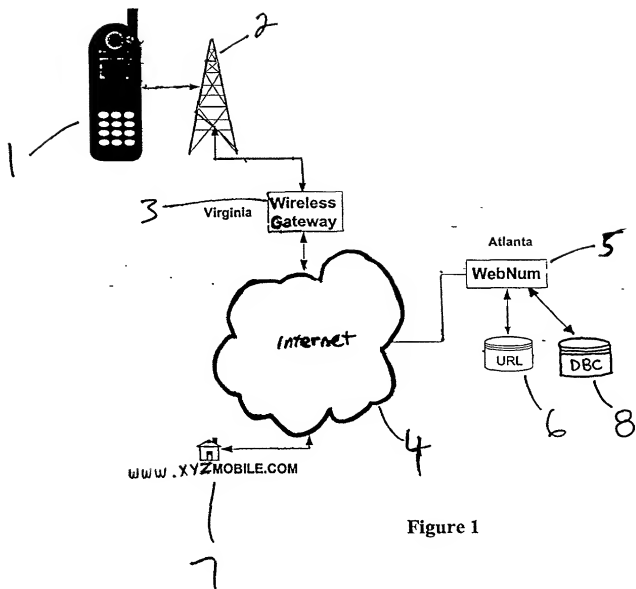 2
1
3
Virginia
Wireless
Gateway
Atlanta
WebNum
5
Internet
URL
DBC
6
8
4
WWW.XYZMOBILE.COM
Figure 1
7